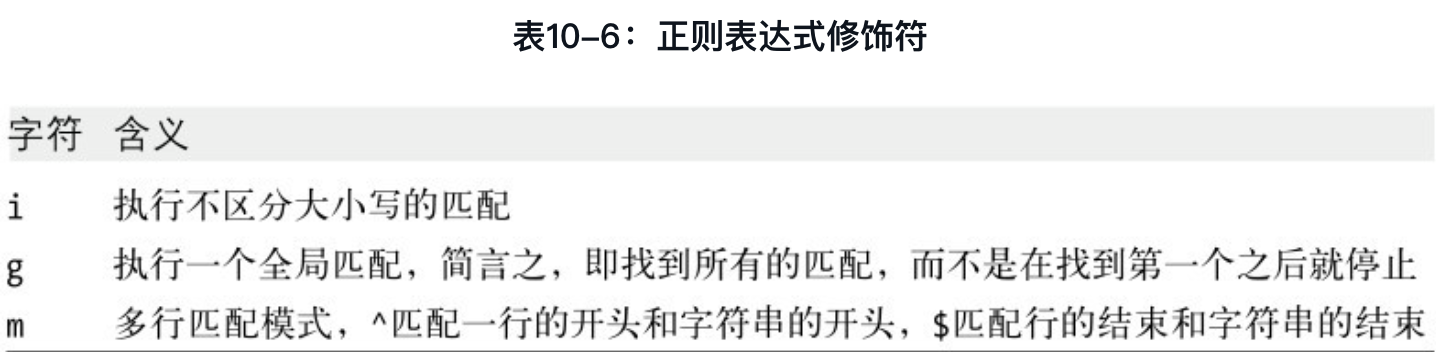 表10–6：正则表达式修饰符
字符 含义
i 执行不区分大小写的匹配
g 执行一个全局匹配，简言之，即找到所有的匹配，而不是在找到第一个之后就停止
m 多行匹配模式，^匹配一行的开头和字符串的开头，$匹配行的结束和字符串的结束